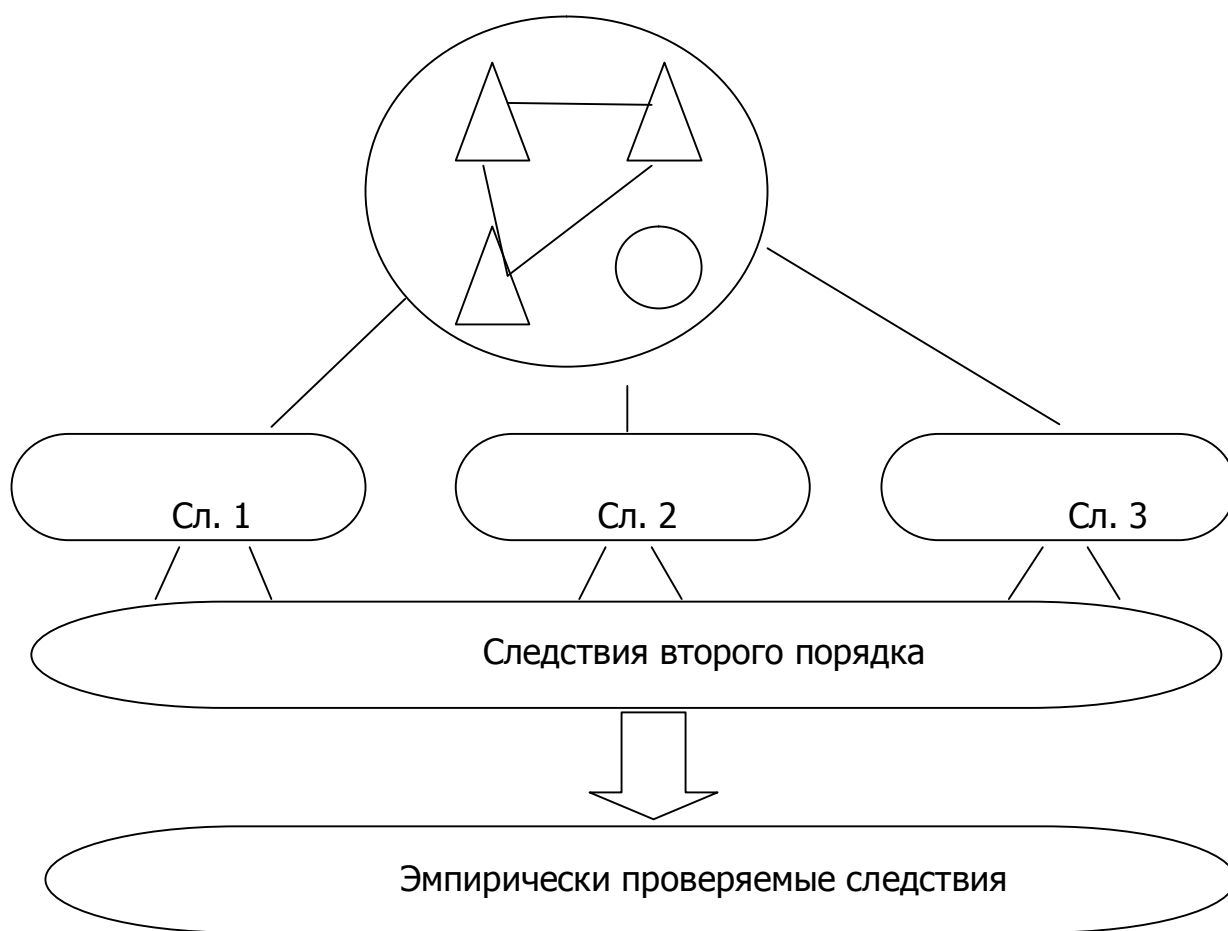 Сл. 1
Сл. 2
Сл. 3
Следствия второго порядка
Эмпирически проверяемые следствия